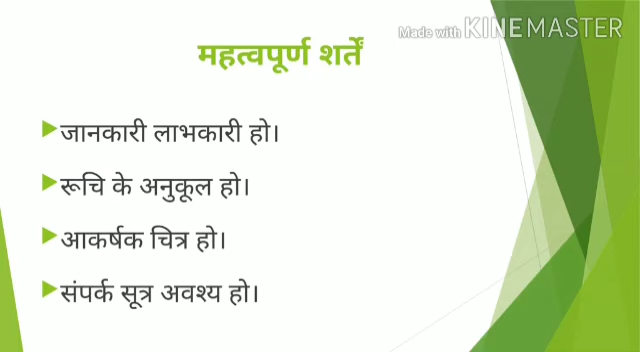 Made with KINEMASTER
महत्वपूर्ण शर्तें
जानकारी लाभकारी हो।
रूचि के अनुकूल हो।
आकर्षक चित्र हो।
संपर्क सूत्र अवश्य हो।